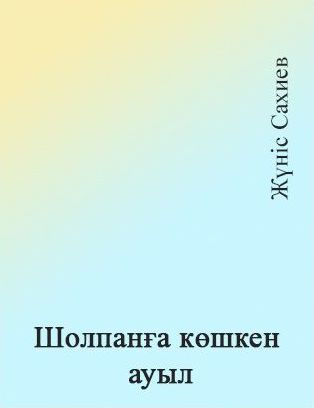 Жүніс Сахиев
Шолпанға көшкен
ауыл